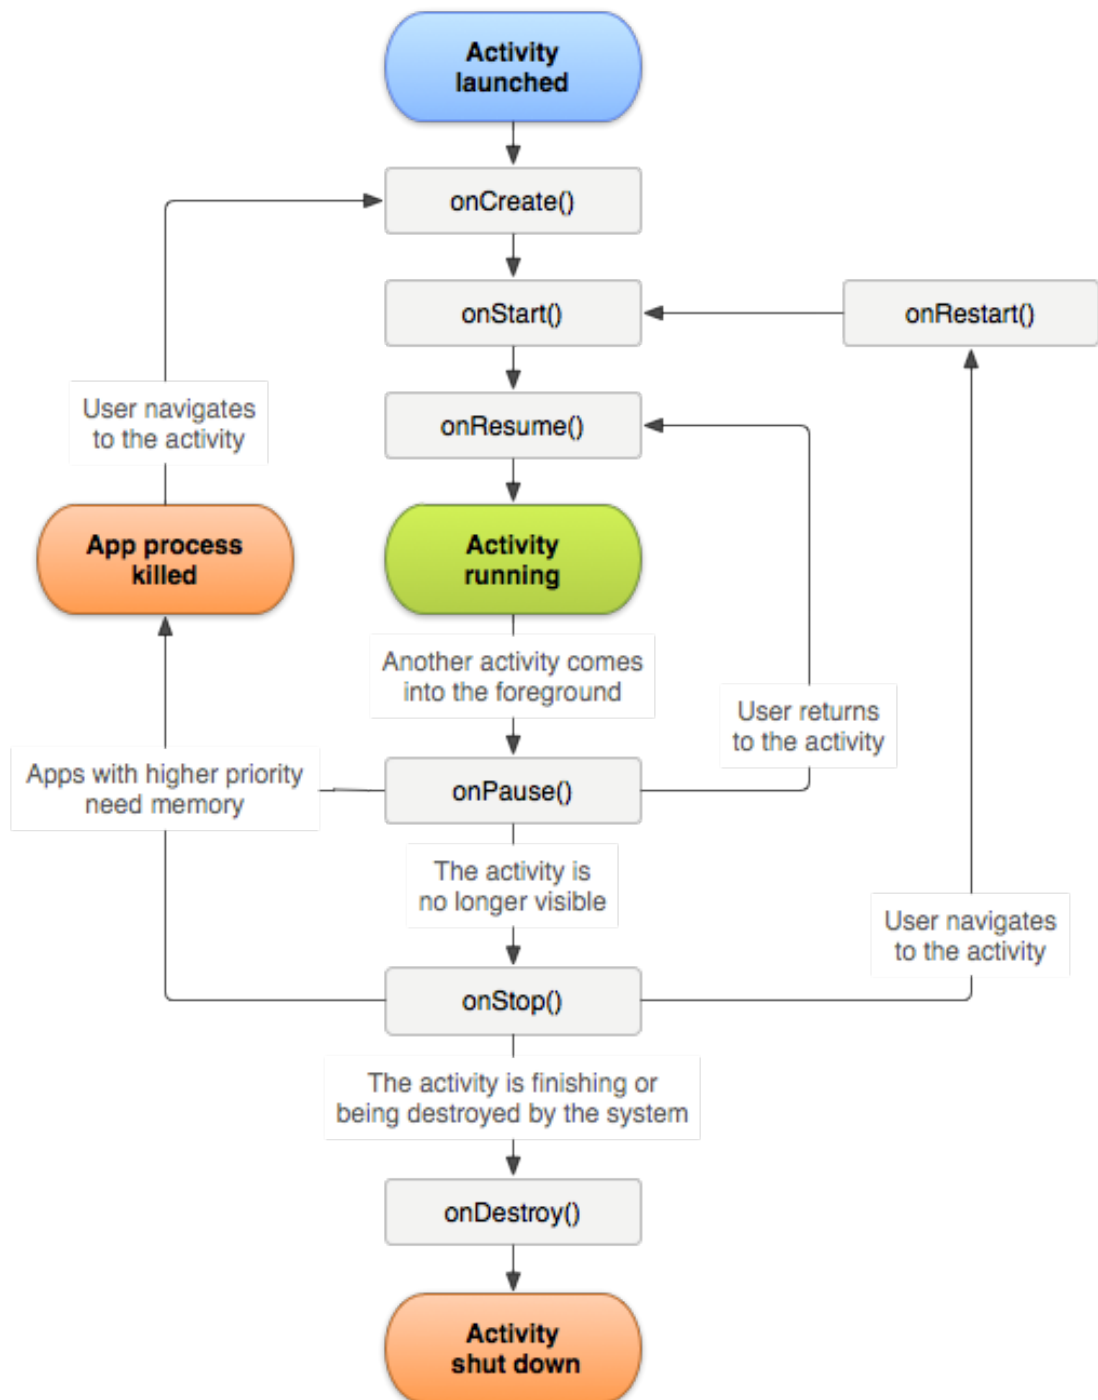 Activity
launched
onCreate()
onStart()
onRestart()
User navigates
to the activity
onResume()
App process
killed
Activity
running
Another activity comes
into the foreground
User returns
to the activity
Apps with higher priority
need memory
onPause()
The activity is
no longer visible
User navigates
to the activity
onStop()
The activity is finishing or
being destroyed by the system
onDestroy()
Activity
shut down